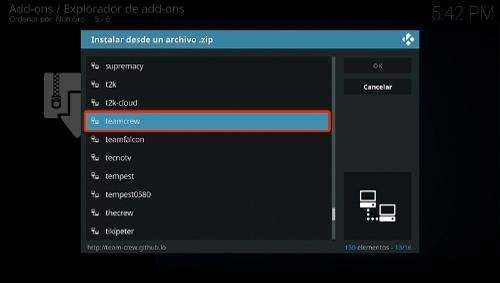 Add-ons / Explorador de add-ons
Ordenar por: Nombre · 5 / 6
5:42 PM
Instalar desde un archivo .zip
supremacy
t2k
t2k-cloud
teamcrew
teamfalcon
tecnotv
tempest
tempest0580
thecrew
tikipeter
OK
Cancelar
http://team-crew.github.io
150 elementos - 13/16